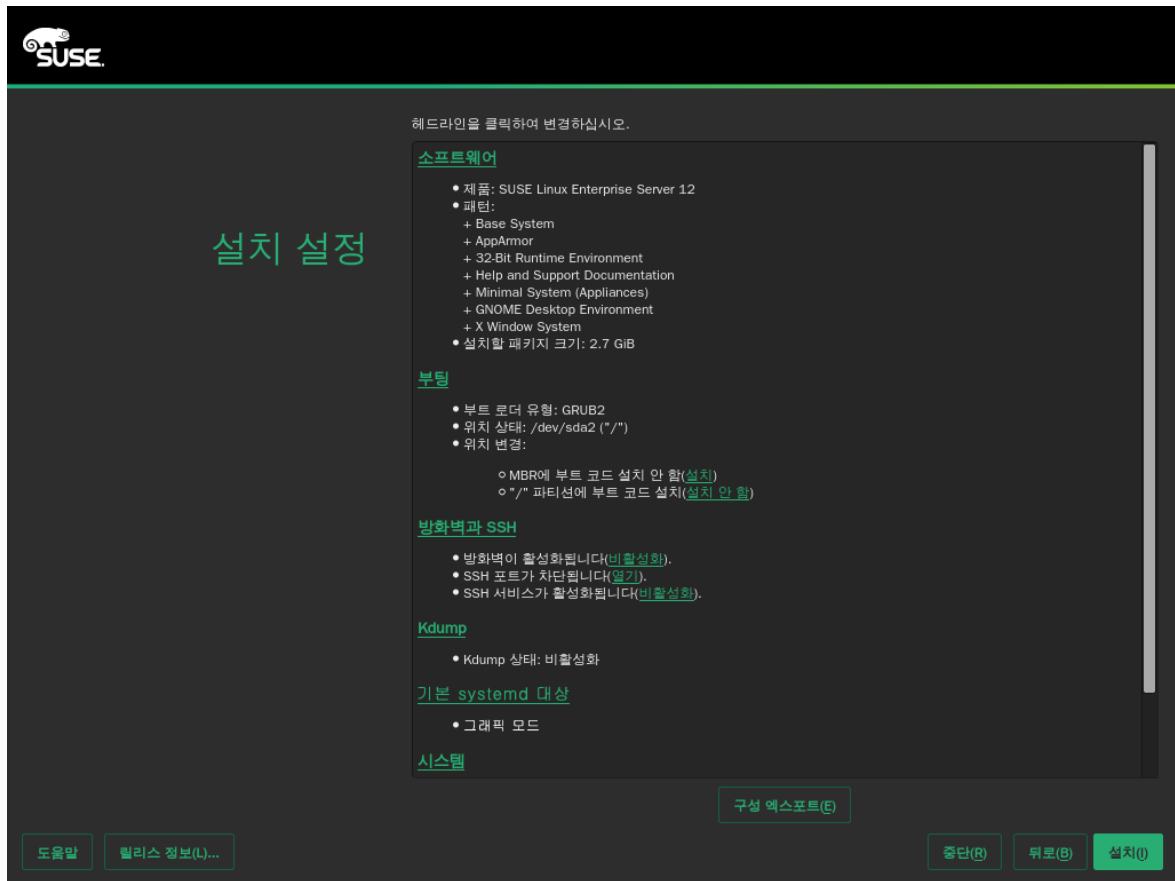 SUSE.
헤드라인을 클릭하여 변경하십시오.
설치 설정
소프트웨어
● 제품: SUSE Linux Enterprise Server 12
● 패턴:
+ Base System
+ AppArmor
+ 32-Bit Runtime Environment
+ Help and Support Documentation
+ Minimal System (Appliances)
+ GNOME Desktop Environment
+ X Window System
● 설치할 패키지 크기: 2.7 GiB
부팅
● 부트 로더 유형: GRUB2
● 위치 상태: /dev/sda2 ("/")
● 위치 변경:
○ MBR에 부트 코드 설치 안 함(설치)
○ "/" 파티션에 부트 코드 설치(설치 안 함)
방화벽과 SSH
● 방화벽이 활성화됩니다(비활성화).
● SSH 포트가 차단됩니다(열기).
● SSH 서비스가 활성화됩니다(비활성화).
Kdump
● Kdump 상태: 비활성화
기본 systemd 대상
● 그래픽 모드
시스템
구성 엑스포트(E)
도움말 릴리스 정보(L)... 중단(R) 뒤로(B) 설치(I)